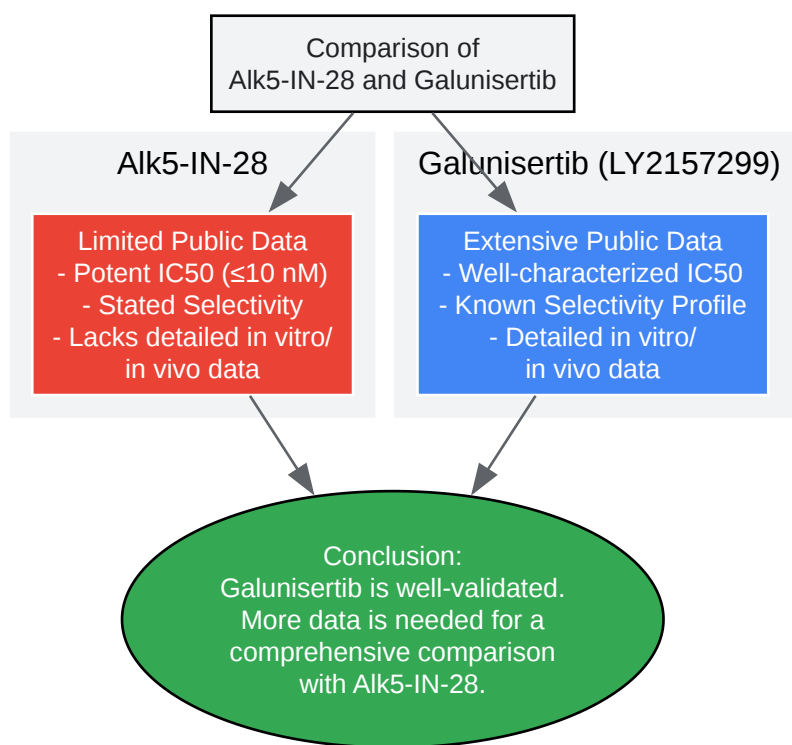 Comparison of
Alk5-IN-28 and Galunisertib
Alk5-IN-28
Limited Public Data
- Potent IC50 (≤10 nM)
- Stated Selectivity
- Lacks detailed in vitro/
in vivo data
Galunisertib (LY2157299)
Extensive Public Data
- Well-characterized IC50
- Known Selectivity Profile
- Detailed in vitro/
in vivo data
Conclusion:
Galunisertib is well-validated.
More data is needed for a
comprehensive comparison
with Alk5-IN-28.